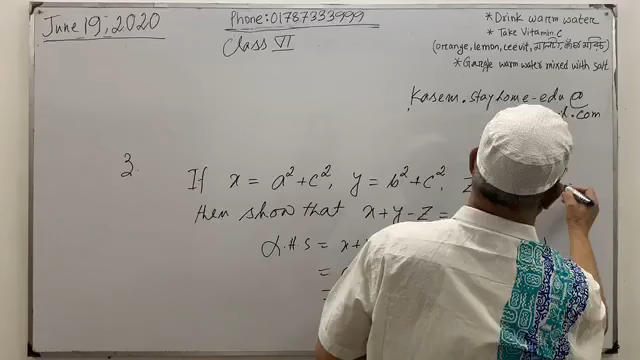 June 19, 2020
Phone: 01787333999
Class VI
* Drink warm water
* Take Vitamin C
(orrange, lemon, ceevit,
* Gargle warm water mixed with salt
Kasem.stayhome-edu@
.com
3.
If x = a² + c², y = b² + c², z
then show that x + y - z =
L.H.S = x +
=
=